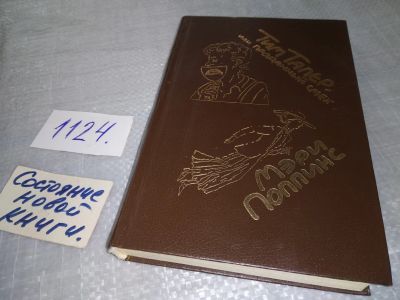 Тим Талер,
или
Проданный смех
1124.
Мэри
Поппинс
Состояние
новой
книги.